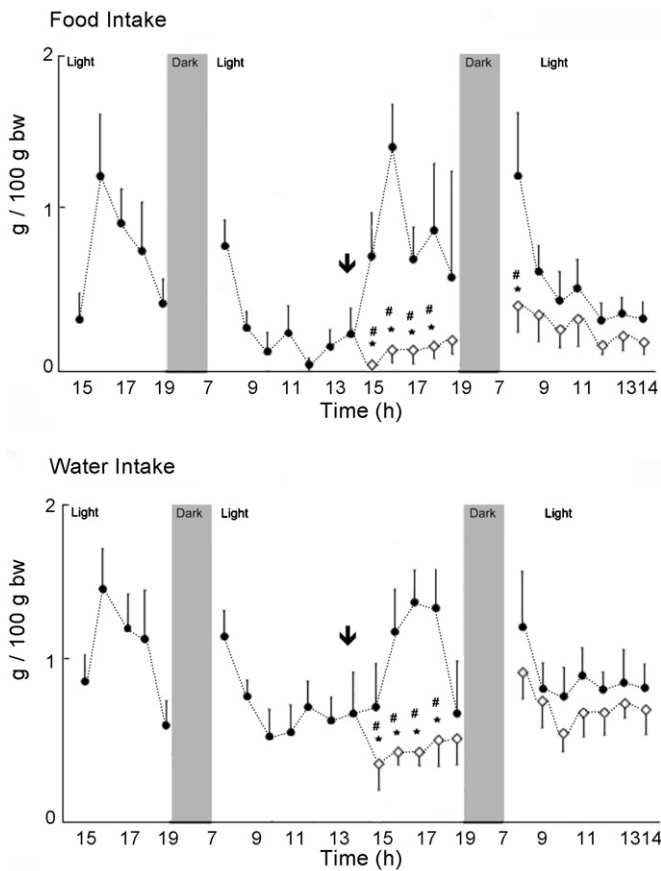 Food Intake
2
Light
Dark
Light
Dark
Light
g / 100 g bw
1
#
#
#
#
#
0
15 17 19 7 9 11 13 15 17 19 7 9 11 1314
Time (h)
Water Intake
2
Light
Dark
Light
Dark
Light
g / 100 g bw
1
#
#
#
#
0
15 17 19 7 9 11 13 15 17 19 7 9 11 1314
Time (h)